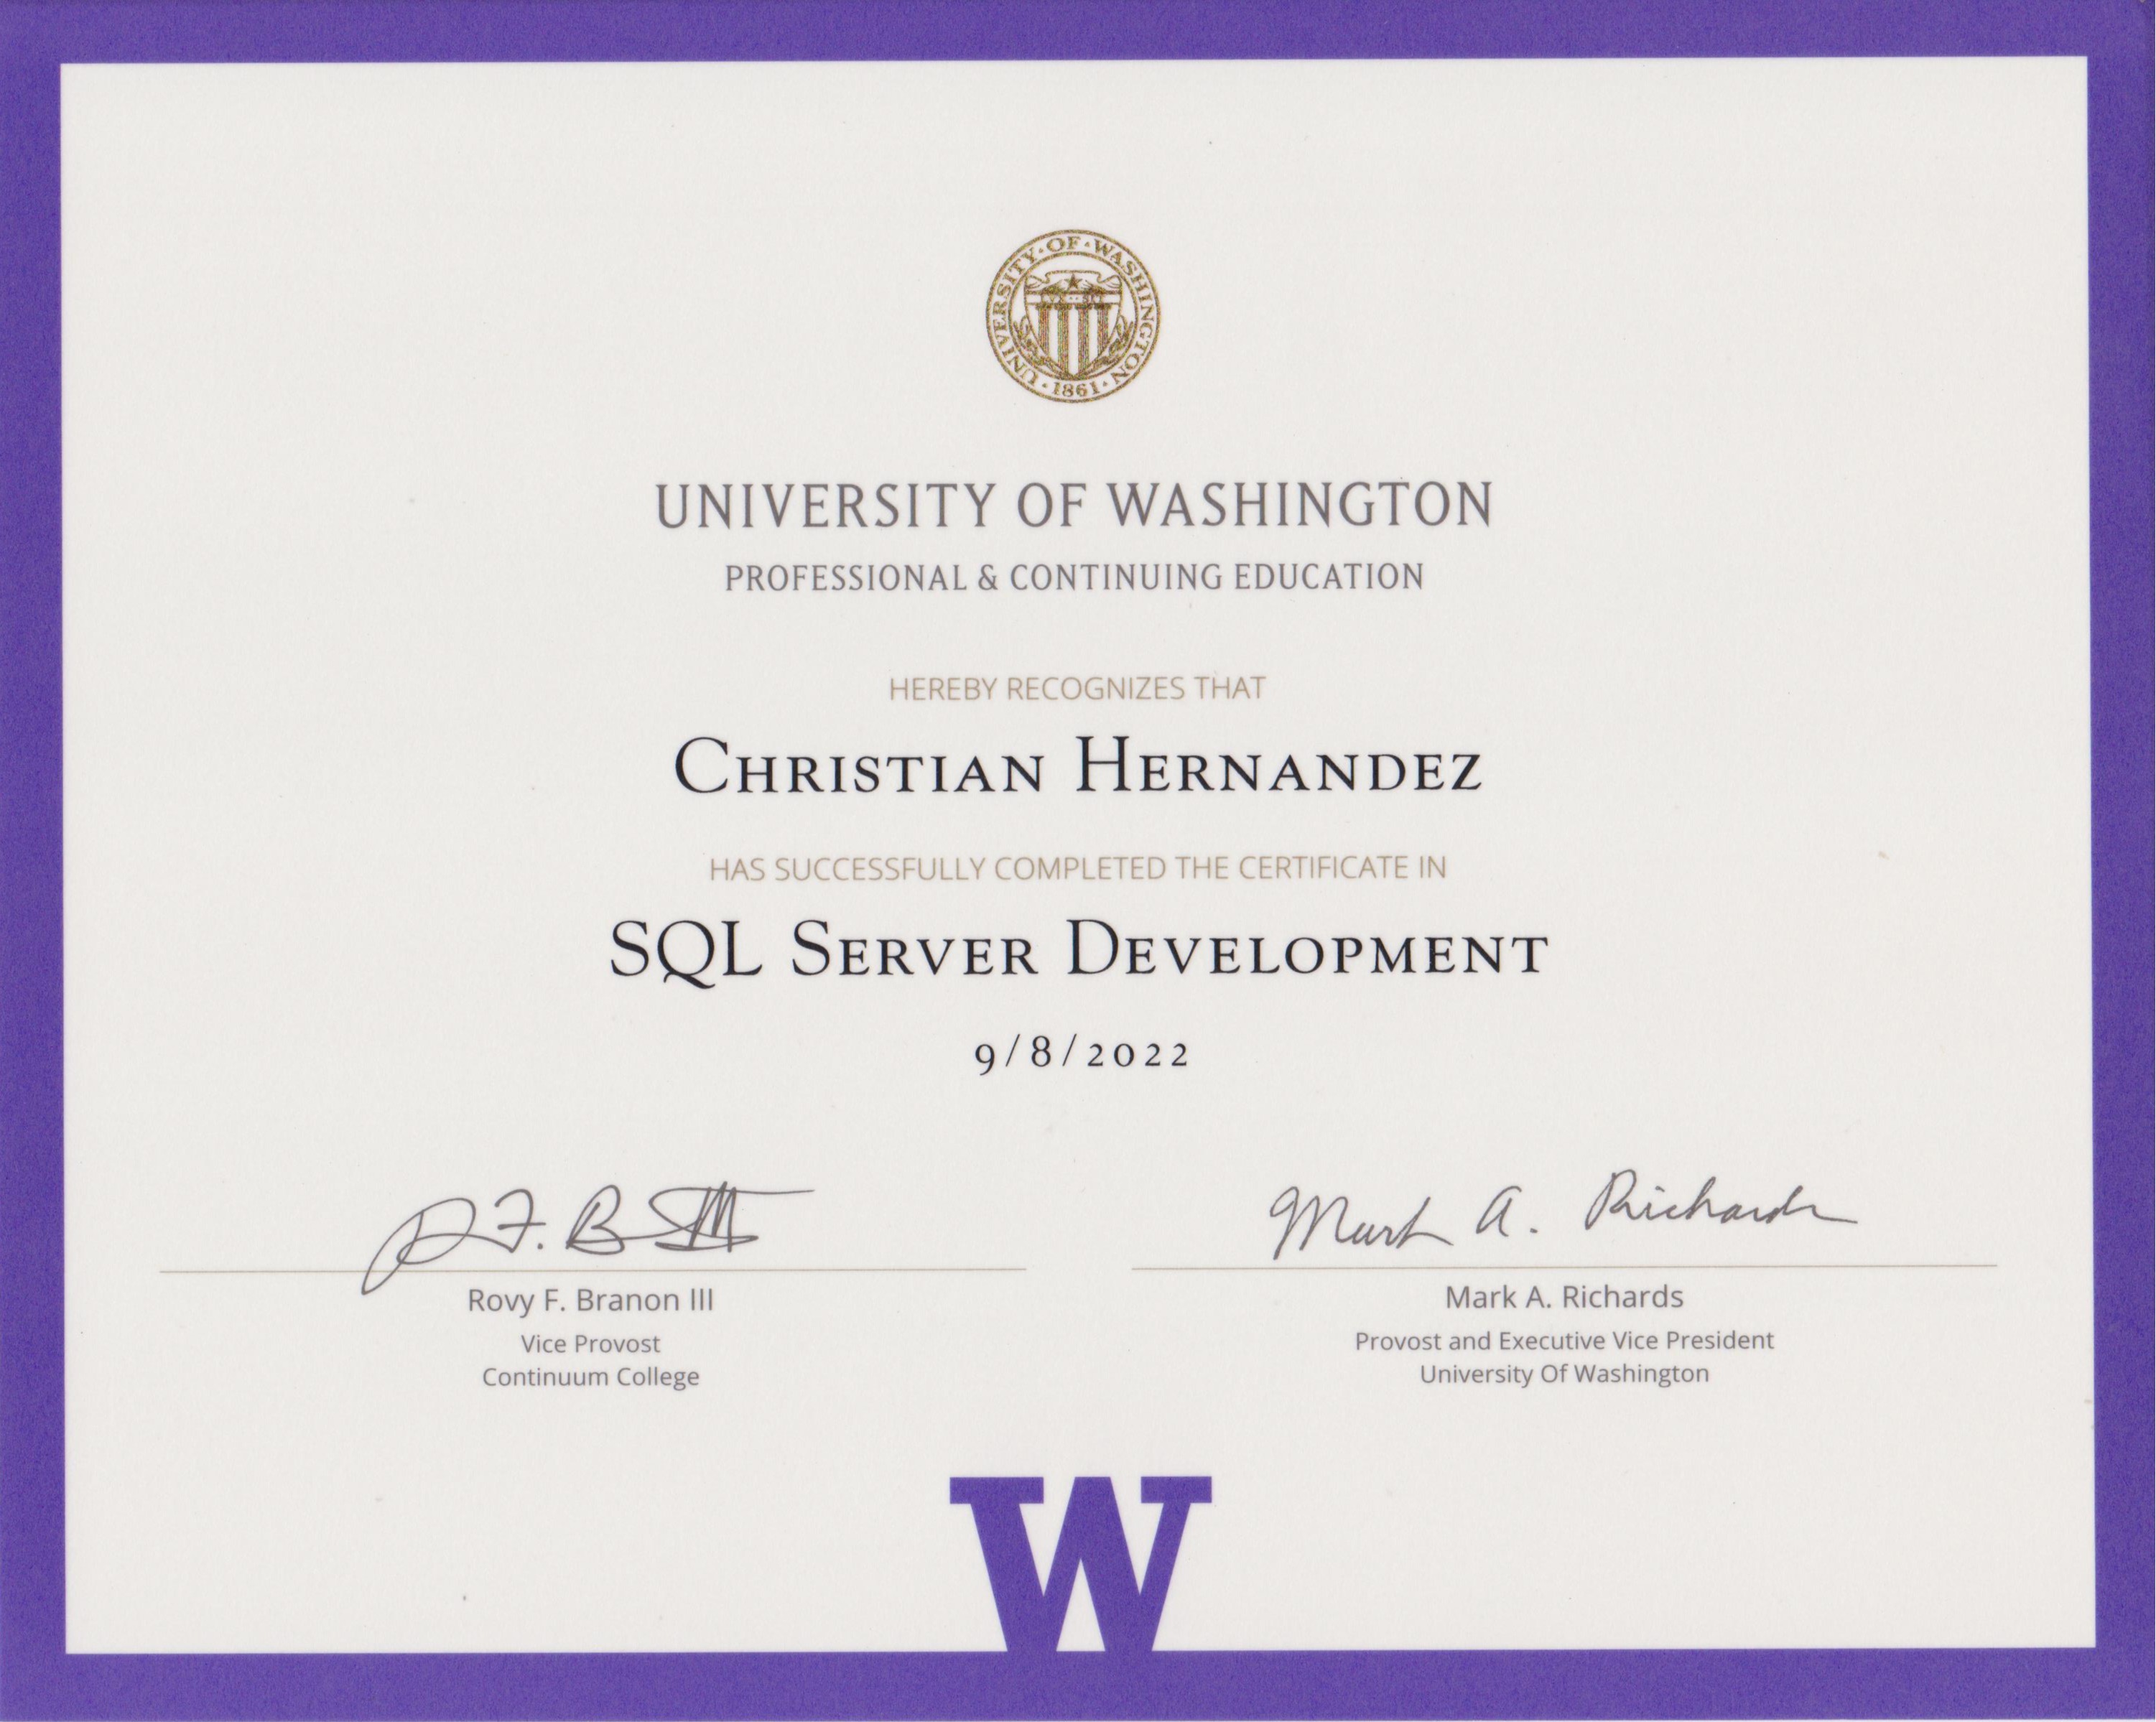 UNIVERSITY · OF · WASHINGTON · 1861 ·
UNIVERSITY OF WASHINGTON
PROFESSIONAL & CONTINUING EDUCATION
HEREBY RECOGNIZES THAT
CHRISTIAN HERNANDEZ
HAS SUCCESSFULLY COMPLETED THE CERTIFICATE IN
SQL SERVER DEVELOPMENT
9/8/2022
Mark A. Richards
Rovy F. Branon III
Vice Provost
Continuum College
Mark A. Richards
Provost and Executive Vice President
University Of Washington
W